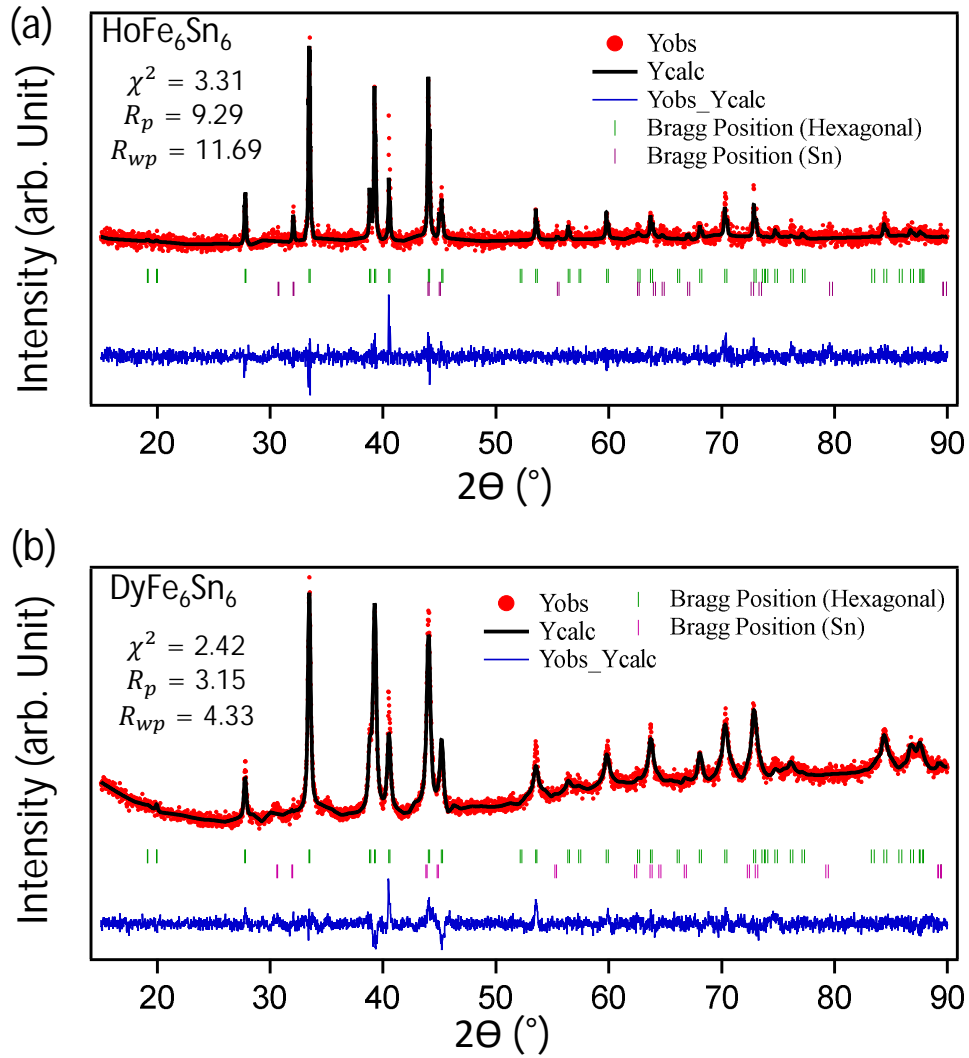 (a)
HoFe₆Sn₆
χ² = 3.31
Rₚ = 9.29
R_wp = 11.69
Yobs
Ycalc
Yobs_Ycalc
Bragg Position (Hexagonal)
Bragg Position (Sn)
Intensity (arb. Unit)
20 30 40 50 60 70 80 90
2Θ (°)
(b)
DyFe₆Sn₆
χ² = 2.42
Rₚ = 3.15
R_wp = 4.33
Yobs
Ycalc
Yobs_Ycalc
Bragg Position (Hexagonal)
Bragg Position (Sn)
Intensity (arb. Unit)
20 30 40 50 60 70 80 90
2Θ (°)